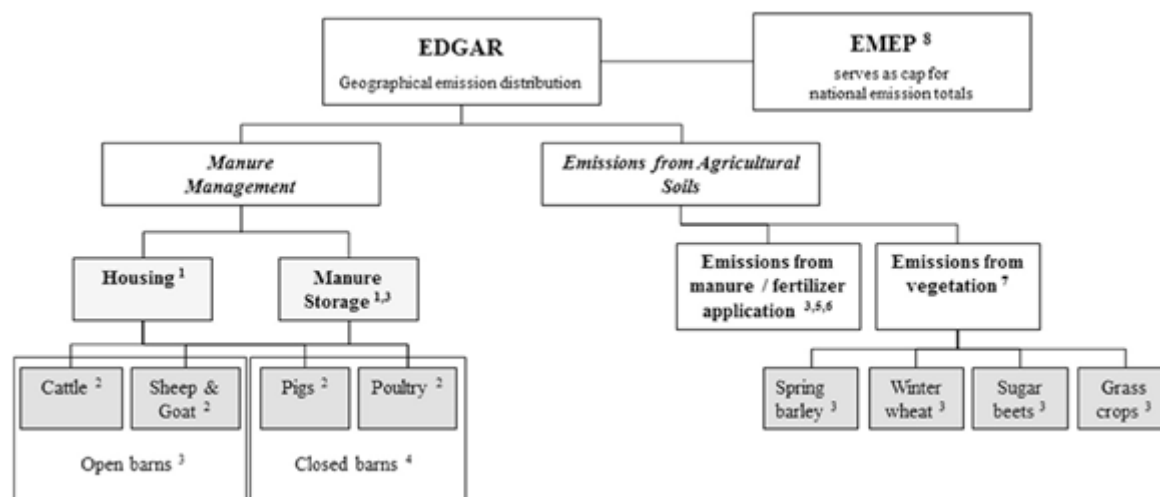 EDGAR
Geographical emission distribution
EMEP 8
serves as cap for
national emission totals
Manure
Management
Emissions from Agricultural
Soils
Housing 1
Manure
Storage 1,3
Emissions from
manure / fertilizer
application 3,5,6
Emissions from
vegetation 7
Cattle 2
Sheep &
Goat 2
Pigs 2
Poultry 2
Spring
barley 3
Winter
wheat 3
Sugar
beets 3
Grass
crops 3
Open barns 3
Closed barns 4